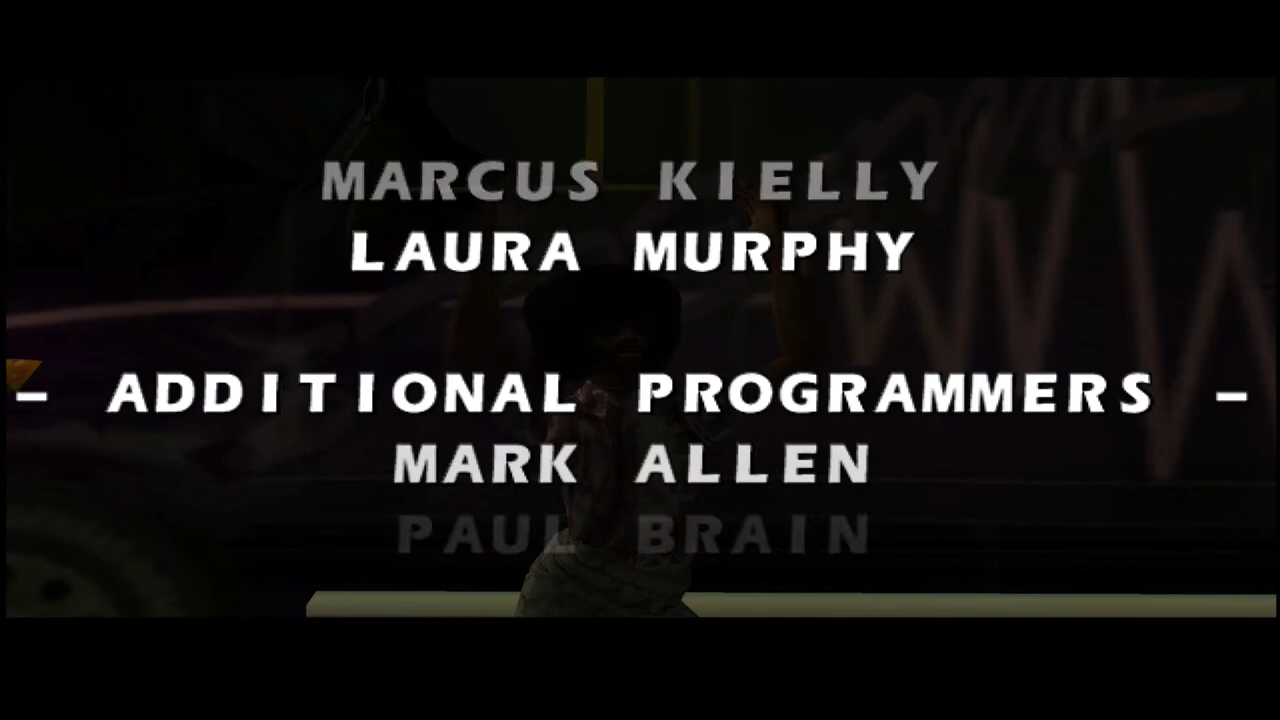 MARCUS KIELLY
LAURA MURPHY
- ADDITIONAL PROGRAMMERS -
MARK ALLEN
PAUL BRAIN